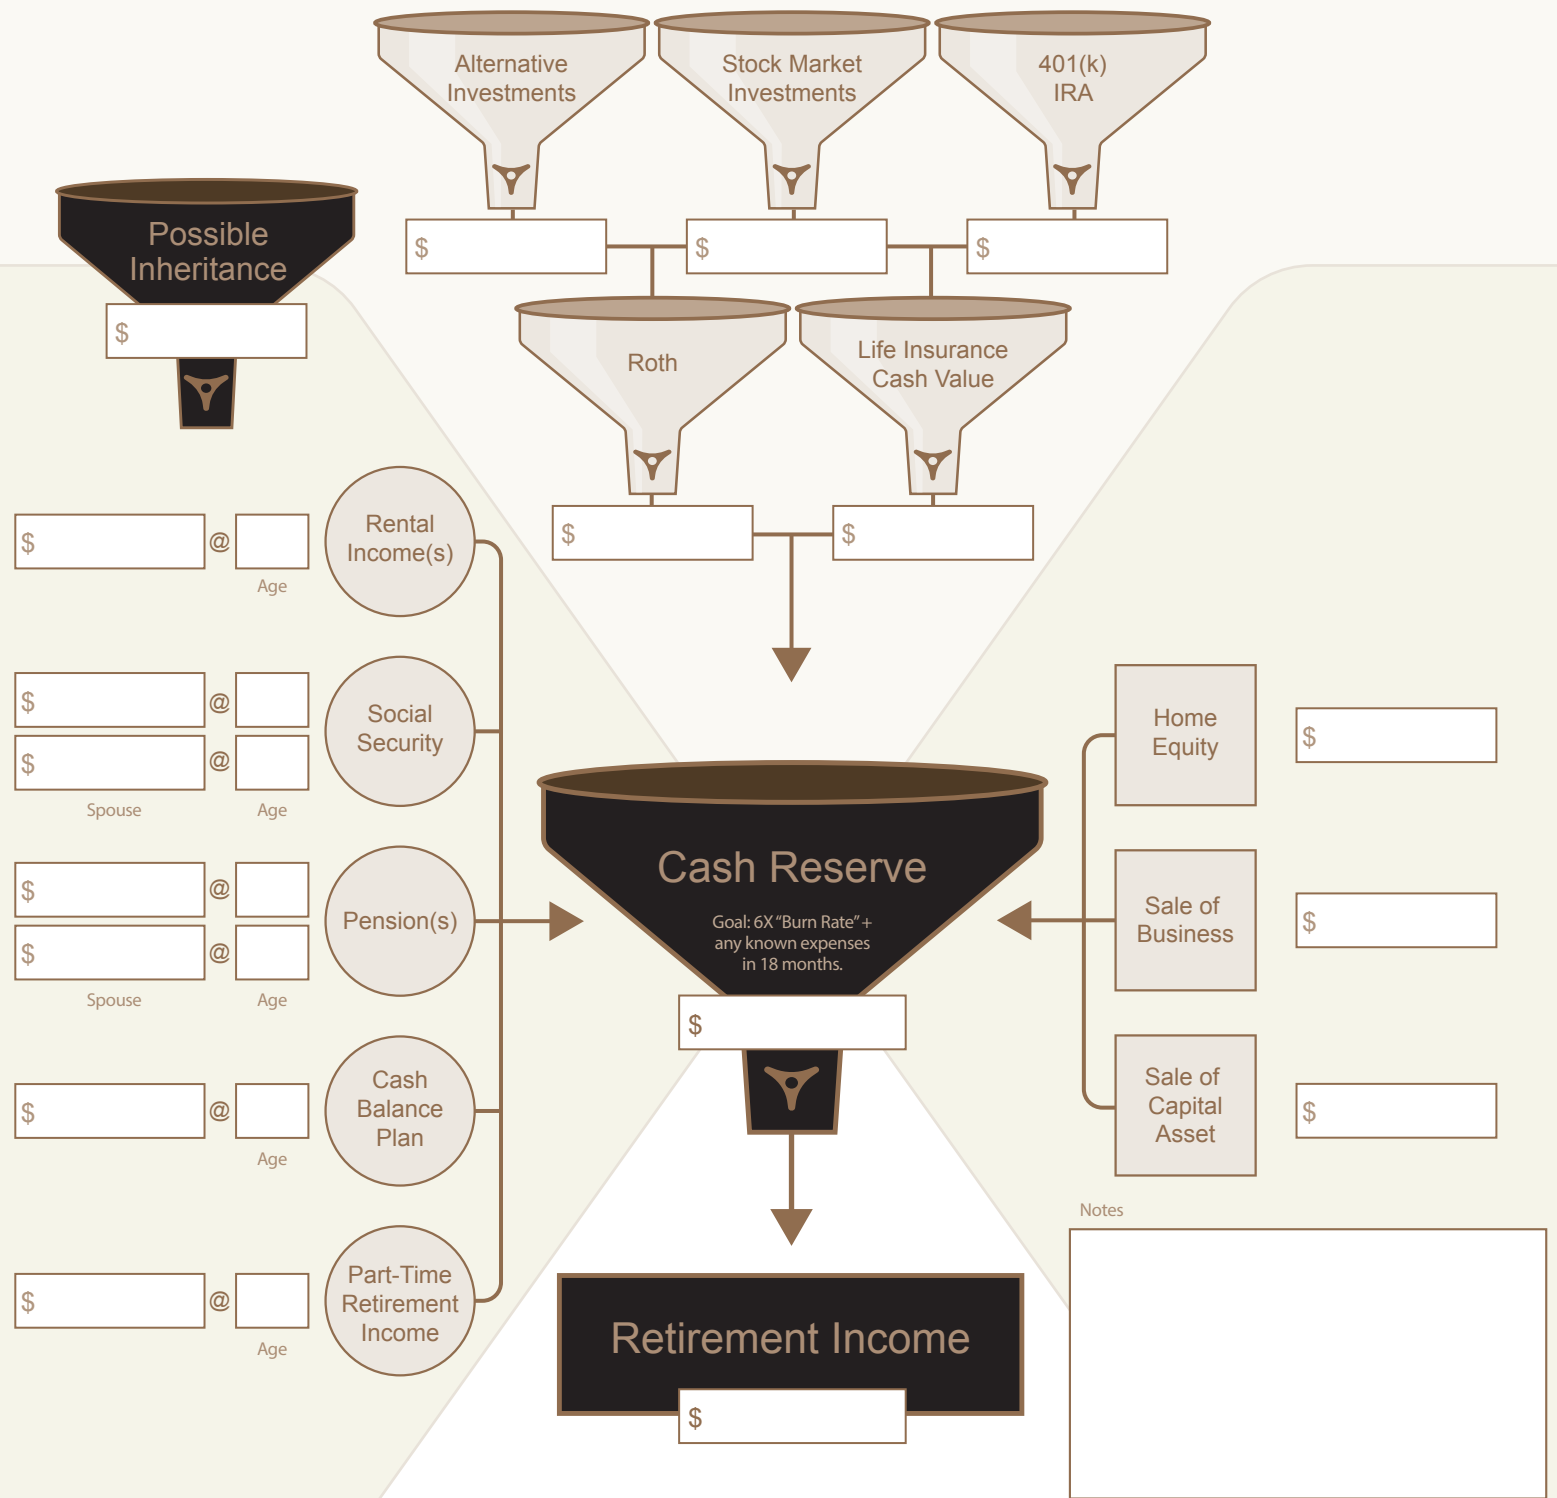 Alternative
Investments
Stock Market
Investments
401(k)
IRA
$
$
$
Possible
Inheritance
$
Roth
Life Insurance
Cash Value
$
$
$ @
Age
Rental
Income(s)
$ @
$ @
Spouse Age
Social
Security
$ @
$ @
Spouse Age
Pension(s)
$ @
Age
Cash
Balance
Plan
$ @
Age
Part-Time
Retirement
Income
Cash Reserve
Goal: 6X “Burn Rate” +
any known expenses
in 18 months.
$
Home
Equity
$
Sale of
Business
$
Sale of
Capital
Asset
$
Notes
Retirement Income
$